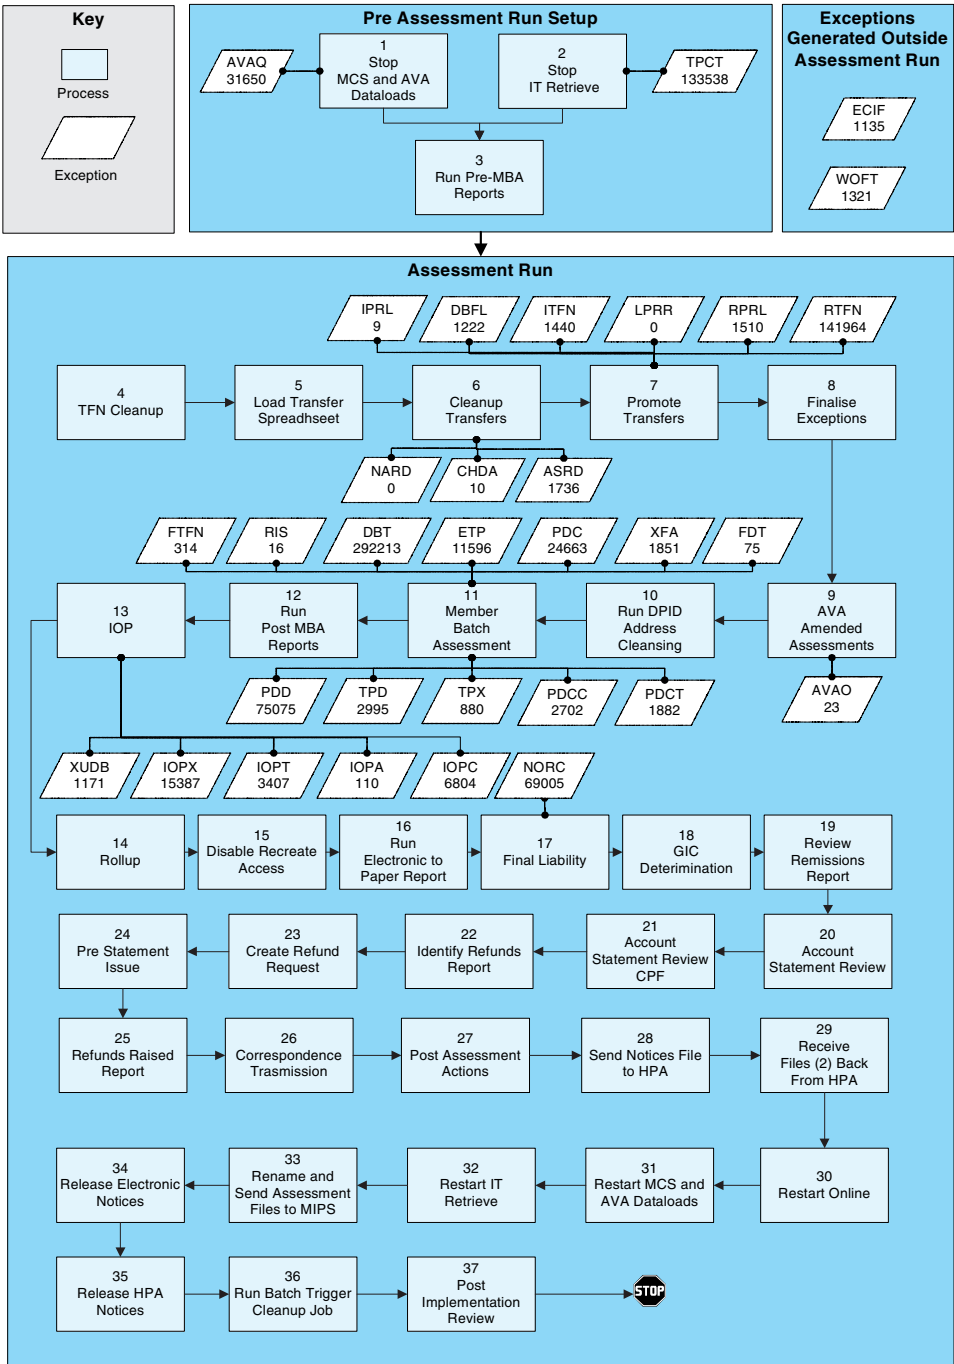 Key
Process
Exception
Pre Assessment Run Setup
AVAQ
31650
1
Stop
MCS and AVA
Dataloads
2
Stop
IT Retrieve
TPCT
133538
3
Run Pre-MBA
Reports
Exceptions
Generated Outside
Assessment Run
ECIF
1135
WOFT
1321
Assessment Run
IPRL
9
DBFL
1222
ITFN
1440
LPRR
0
RPRL
1510
RTFN
141964
4
TFN Cleanup
5
Load Transfer
Spreadhseet
6
Cleanup
Transfers
7
Promote
Transfers
8
Finalise
Exceptions
NARD
0
CHDA
10
ASRD
1736
FTFN
314
RIS
16
DBT
292213
ETP
11596
PDC
24663
XFA
1851
FDT
75
13
IOP
12
Run
Post MBA
Reports
11
Member
Batch
Assessment
10
Run DPID
Address
Cleansing
9
AVA
Amended
Assessments
PDD
75075
TPD
2995
TPX
880
PDCC
2702
PDCT
1882
AVAO
23
XUDB
1171
IOPX
15387
IOPT
3407
IOPA
110
IOPC
6804
NORC
69005
14
Rollup
15
Disable Recreate
Access
16
Run
Electronic to
Paper Report
17
Final Liability
18
GIC
Determination
19
Review
Remissions
Report
24
Pre Statement
Issue
23
Create Refund
Request
22
Identify Refunds
Report
21
Account
Statement Review
CPF
20
Account
Statement Review
25
Refunds Raised
Report
26
Correspondence
Trasmission
27
Post Assessment
Actions
28
Send Notices File
to HPA
29
Receive
Files (2) Back
From HPA
34
Release Electronic
Notices
33
Rename and
Send Assessment
Files to MIPS
32
Restart IT
Retrieve
31
Restart MCS and
AVA Dataloads
30
Restart Online
35
Release HPA
Notices
36
Run Batch Trigger
Cleanup Job
37
Post
Implementation
Review
STOP